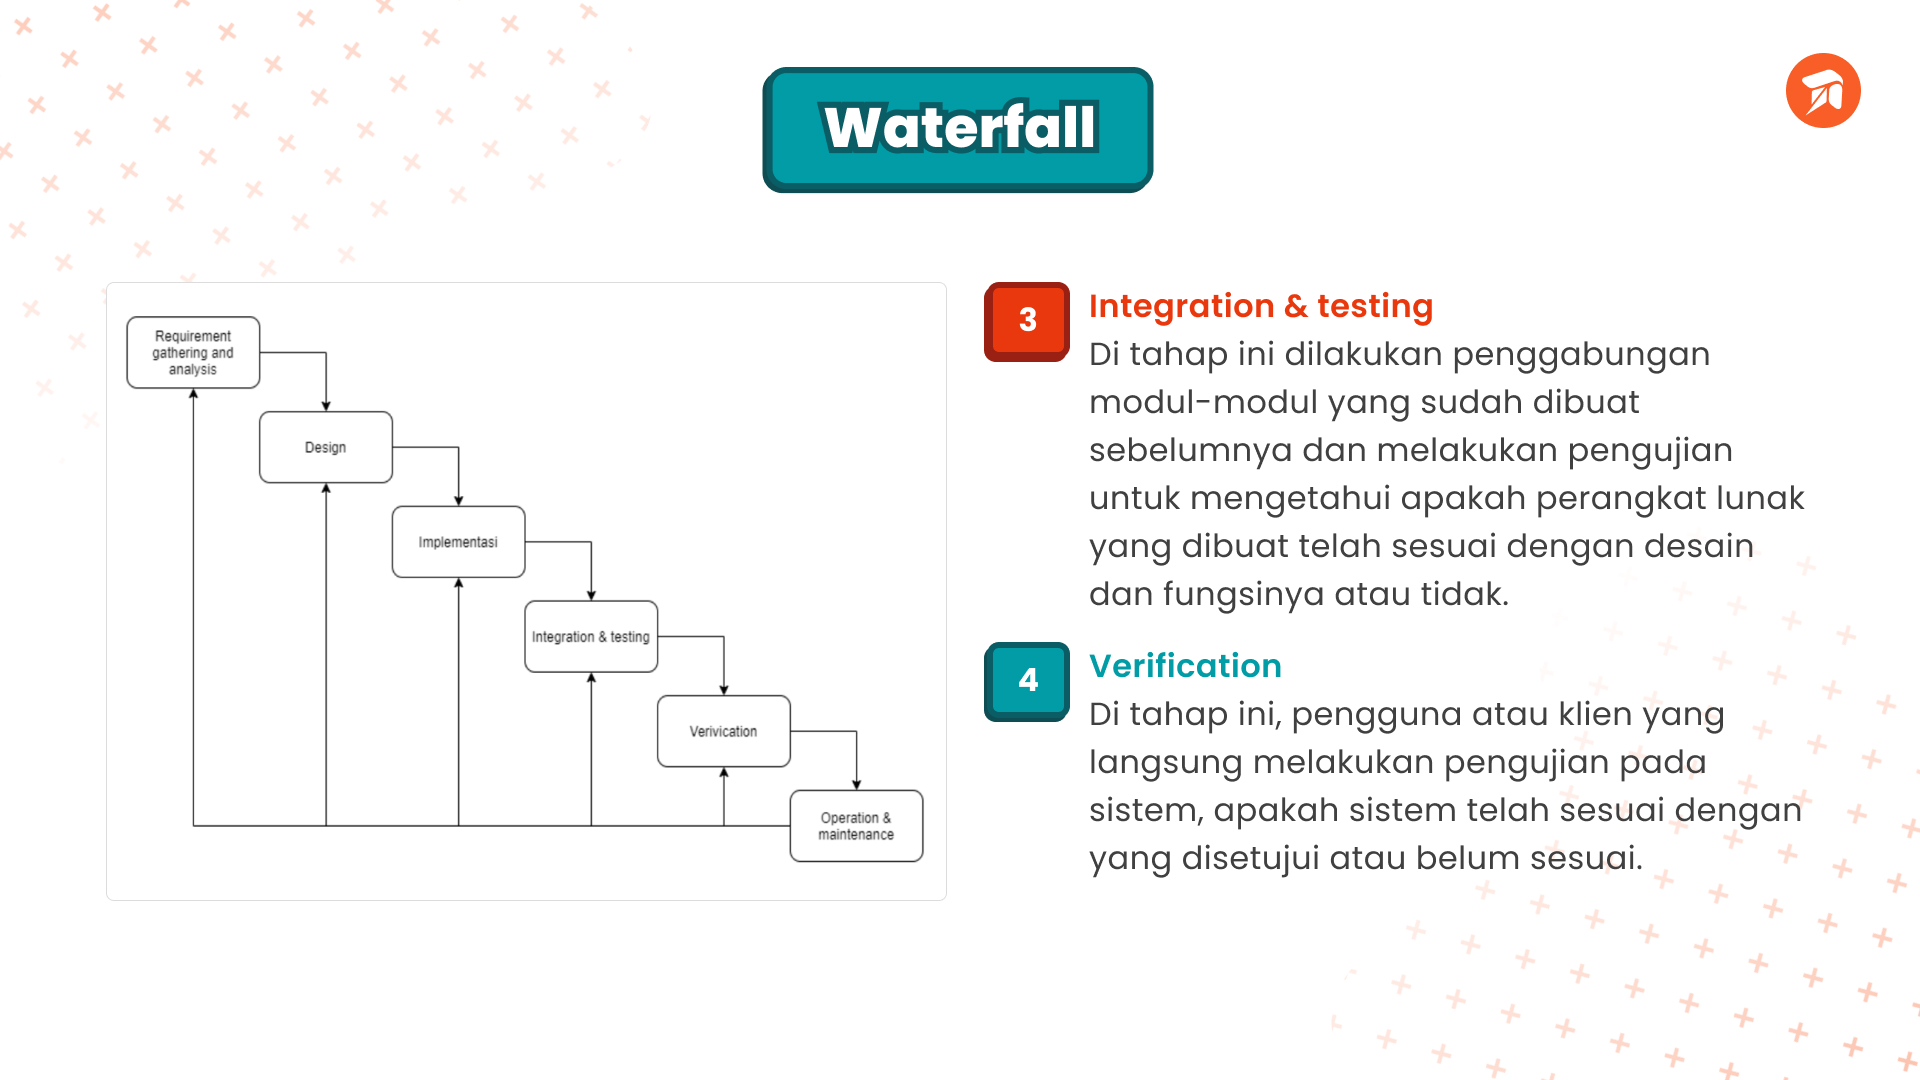 Waterfall
Requirement
gathering and
analysis
Design
Implementasi
Integration & testing
Verivication
Operation &
maintenance
3
Integration & testing
Di tahap ini dilakukan penggabungan
modul-modul yang sudah dibuat
sebelumnya dan melakukan pengujian
untuk mengetahui apakah perangkat lunak
yang dibuat telah sesuai dengan desain
dan fungsinya atau tidak.
4
Verification
Di tahap ini, pengguna atau klien yang
langsung melakukan pengujian pada
sistem, apakah sistem telah sesuai dengan
yang disetujui atau belum sesuai.